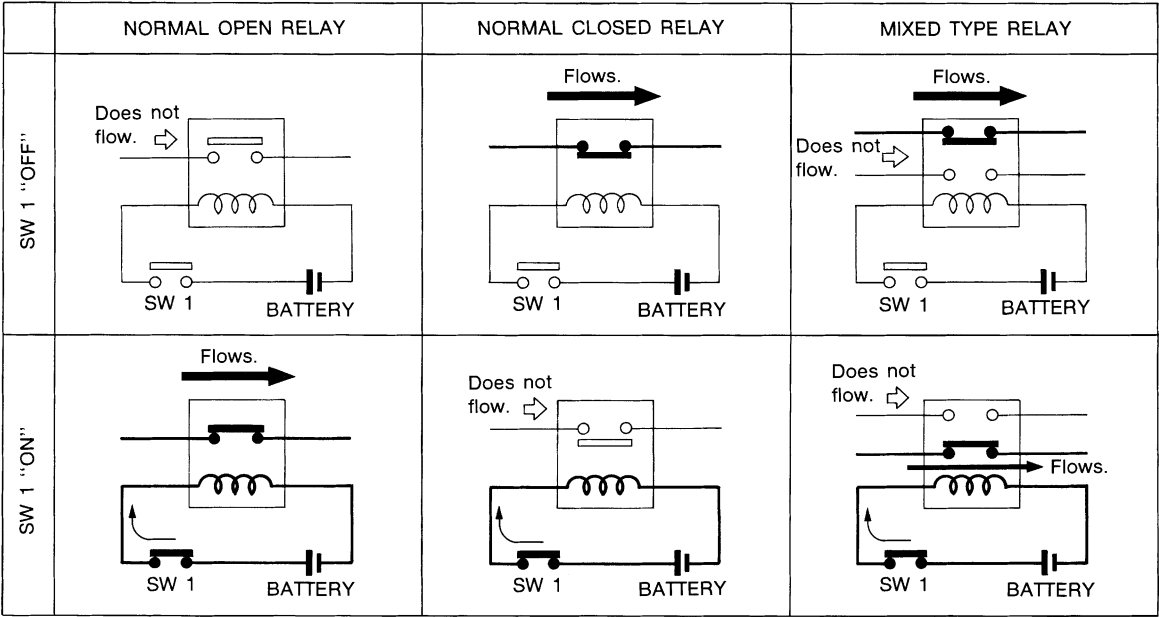 NORMAL OPEN RELAY
NORMAL CLOSED RELAY
MIXED TYPE RELAY
SW 1 "OFF"
Does not
flow.
SW 1
BATTERY
Flows.
SW 1
BATTERY
Flows.
Does not
flow.
SW 1
BATTERY
SW 1 "ON"
Flows.
SW 1
BATTERY
Does not
flow.
SW 1
BATTERY
Does not
flow.
Flows.
SW 1
BATTERY